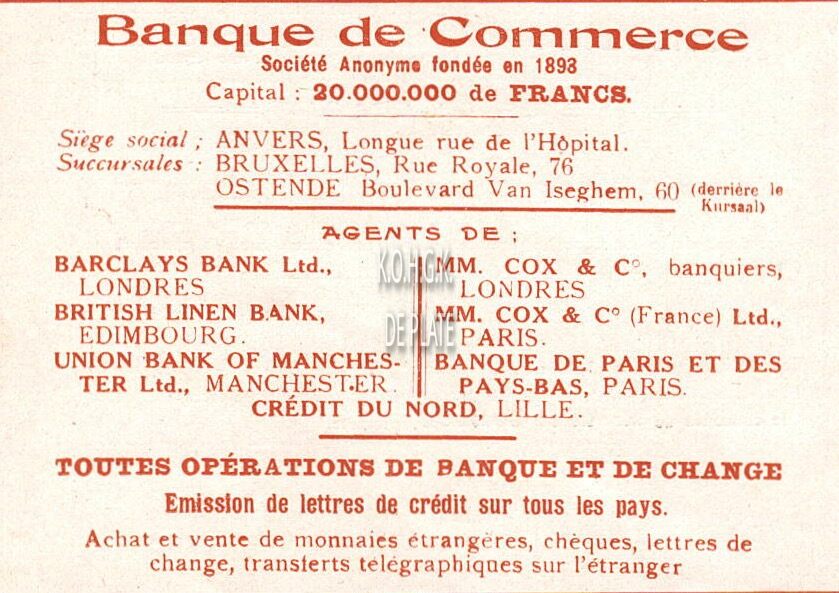 Banque de Commerce
Société Anonyme fondée en 1893
Capital : 20.000.000 de FRANCS.
Siège social ; ANVERS, Longue rue de l'Hôpital.
Succursales : BRUXELLES, Rue Royale, 76
OSTENDE Boulevard Van Iseghem, 60 (derrière le
Kursaal)
AGENTS DE ;
BARCLAYS BANK Ltd.,
LONDRES
BRITISH LINEN BANK,
EDIMBOURG.
UNION BANK OF MANCHES-
TER Ltd., MANCHESTER.
MM. COX & Cº, banquiers,
LONDRES
MM. COX & Cº (France) Ltd.,
PARIS.
BANQUE DE PARIS ET DES
PAYS-BAS, PARIS.
CRÉDIT DU NORD, LILLE.
K.O.H.G.K.
DE PLATE
TOUTES OPÉRATIONS DE BANQUE ET DE CHANGE
Emission de lettres de crédit sur tous les pays.
Achat et vente de monnaies étrangères, chèques, lettres de
change, transferts télégraphiques sur l'étranger